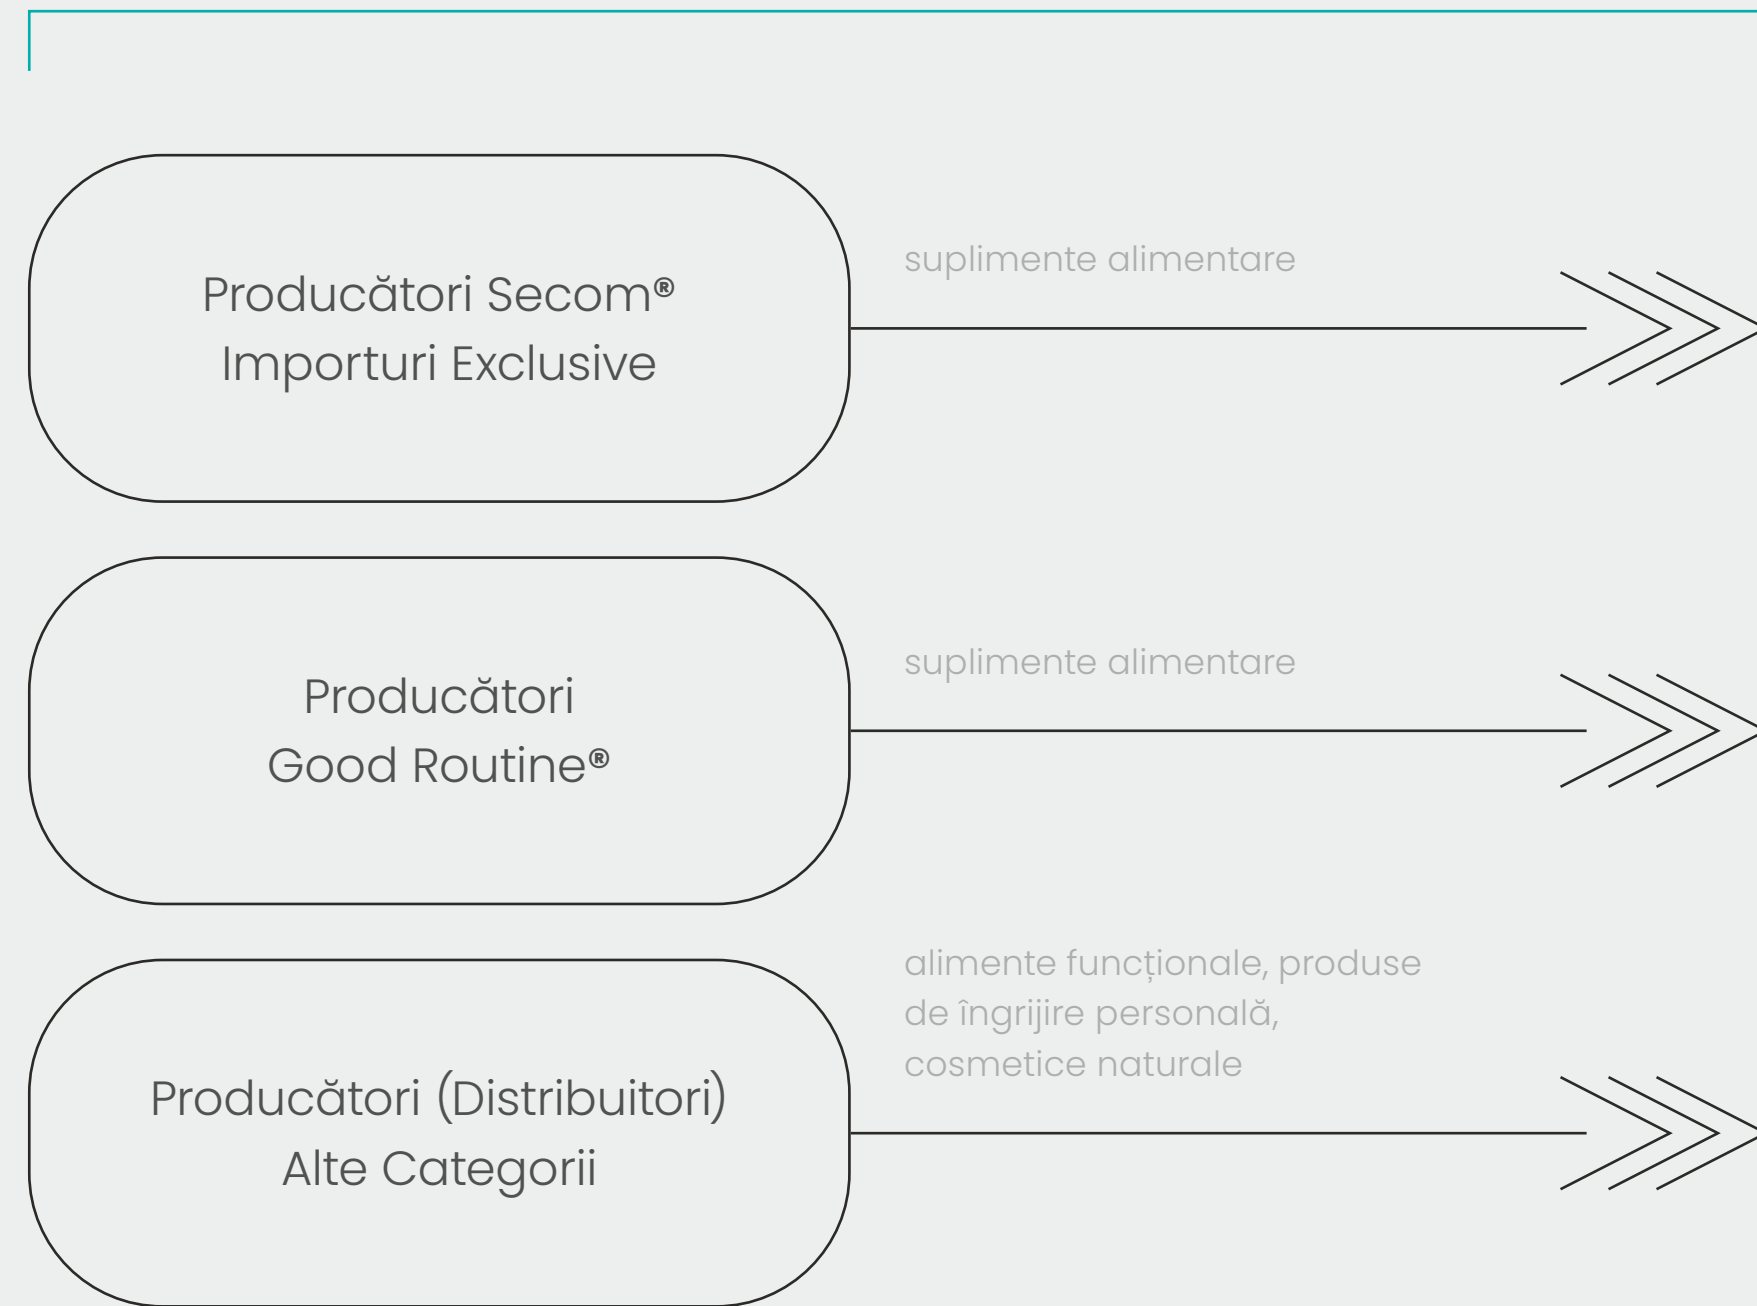 Producători Secom®
Importuri Exclusive
suplimente alimentare
Producători
Good Routine®
suplimente alimentare
Producători (Distribuitori)
Alte Categorii
alimente funcționale, produse
de îngrijire personală,
cosmetice naturale